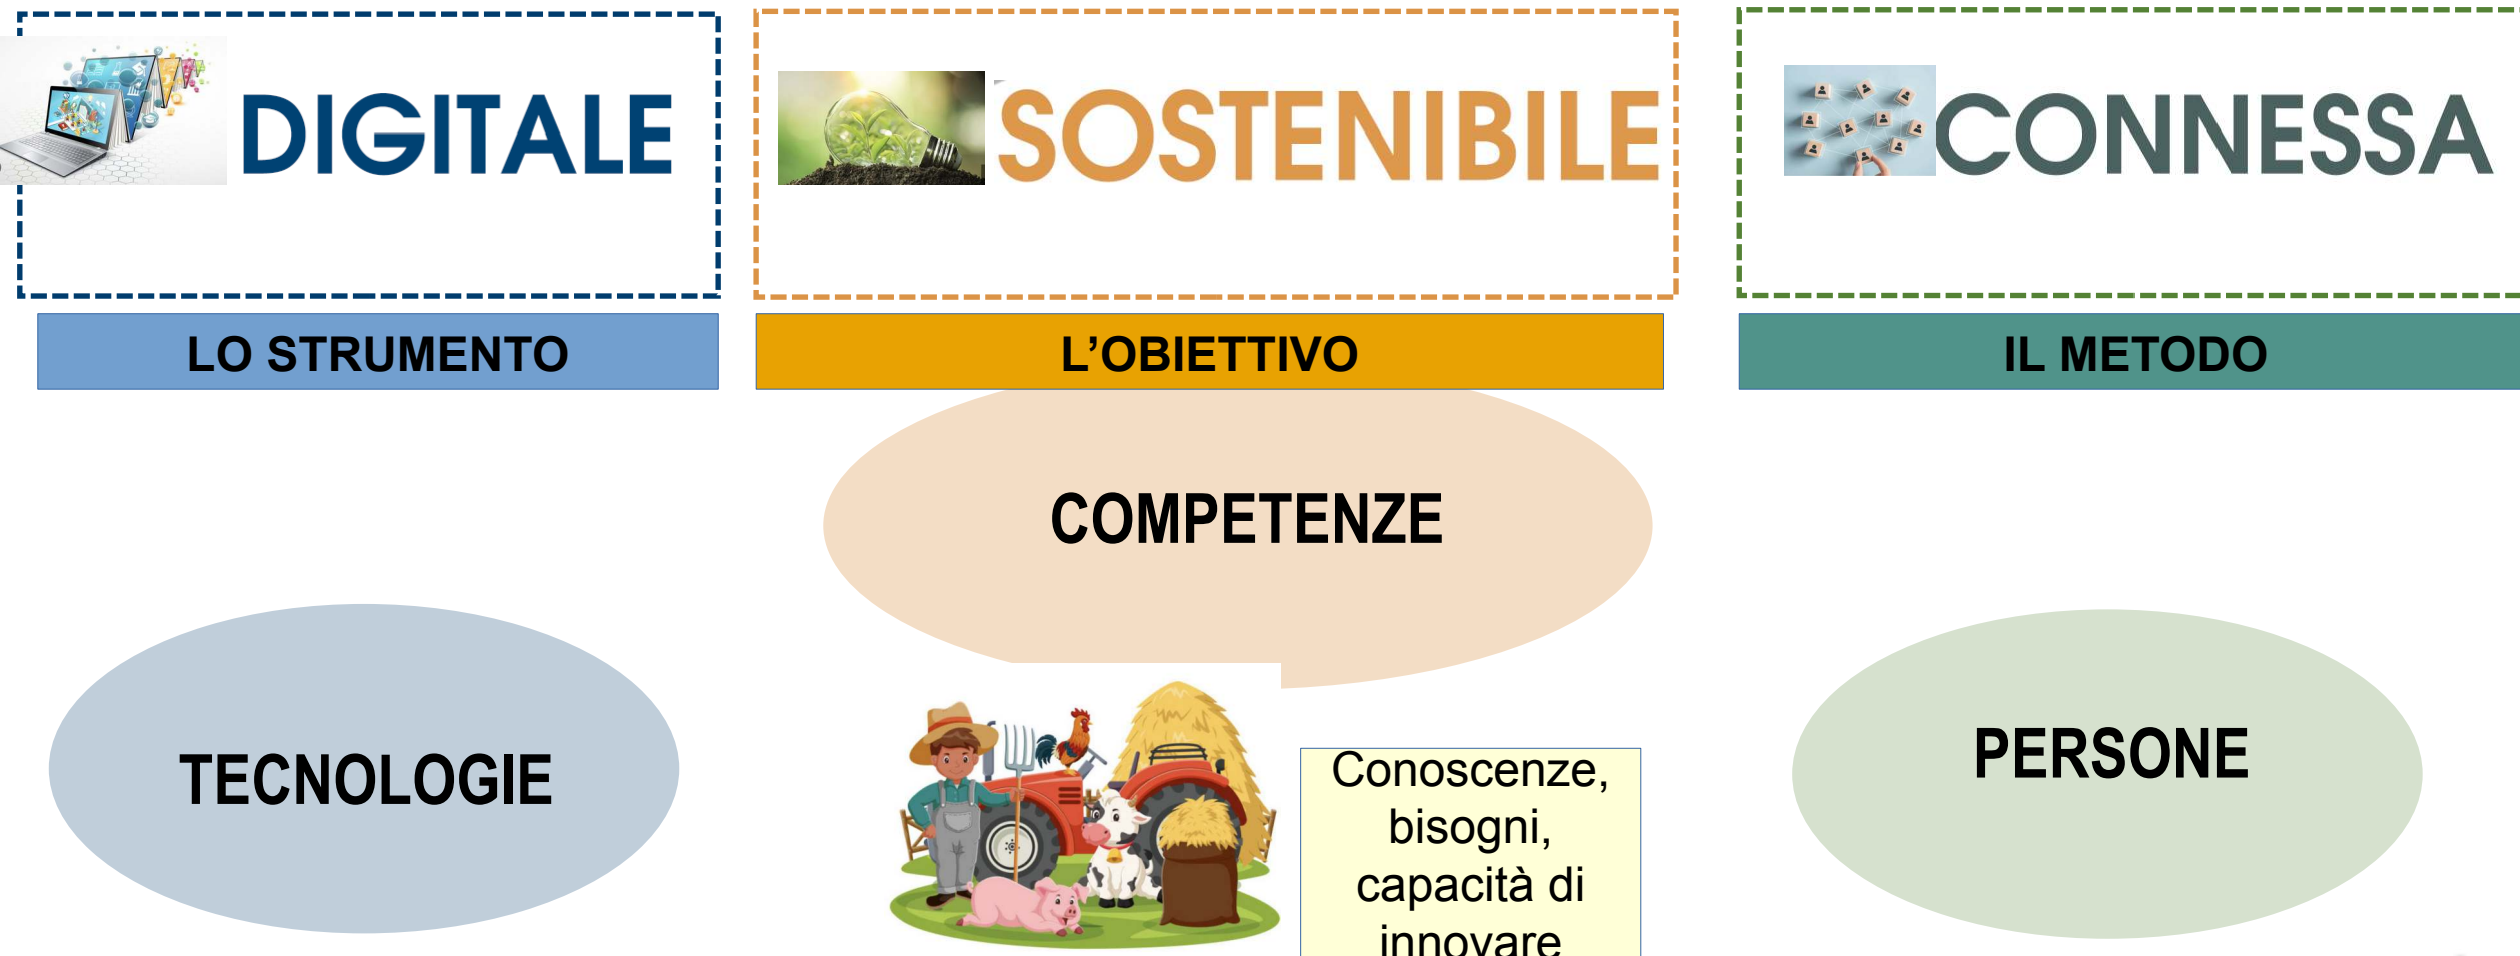 DIGITALE
SOSTENIBILE
CONNESSA
LO STRUMENTO
L’OBIETTIVO
IL METODO
COMPETENZE
TECNOLOGIE
PERSONE
Conoscenze,
bisogni,
capacità di
innovare